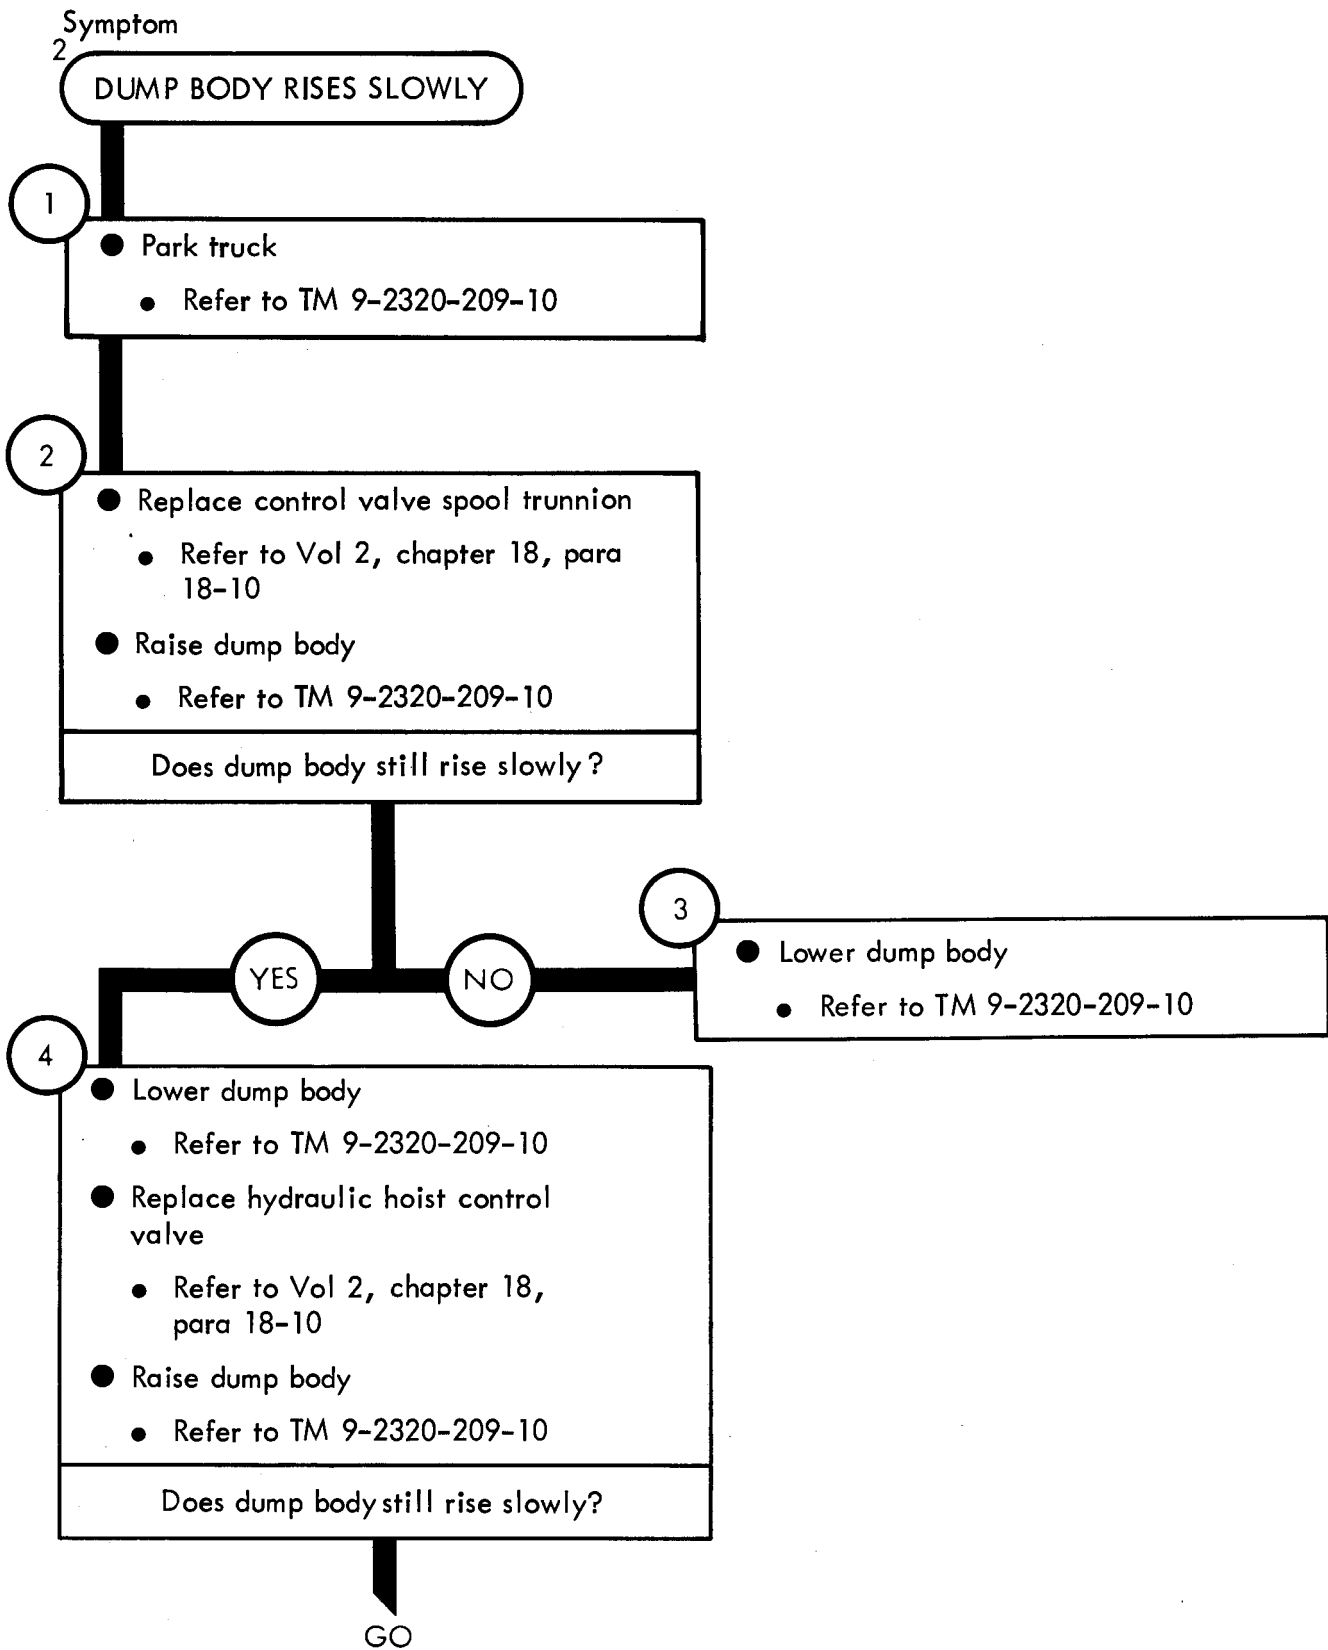 Symptom
2
DUMP BODY RISES SLOWLY
1
● Park truck
● Refer to TM 9-2320-209-10
2
● Replace control valve spool trunnion
● Refer to Vol 2, chapter 18, para
18-10
● Raise dump body
● Refer to TM 9-2320-209-10
Does dump body still rise slowly?
YES
NO
3
● Lower dump body
● Refer to TM 9-2320-209-10
4
● Lower dump body
● Refer to TM 9-2320-209-10
● Replace hydraulic hoist control
valve
● Refer to Vol 2, chapter 18,
para 18-10
● Raise dump body
● Refer to TM 9-2320-209-10
Does dump body still rise slowly?
GO